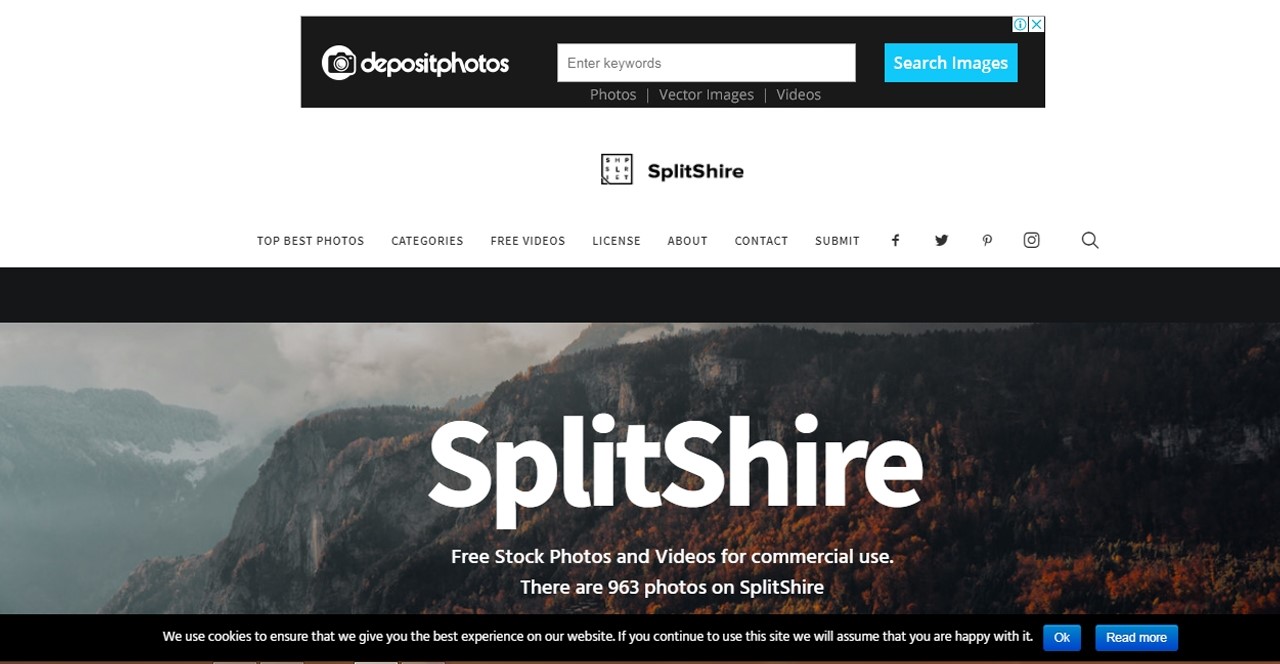 depositphotos
Enter keywords
Search Images
Photos | Vector Images | Videos
S H P
S L R
I E T
SplitShire
TOP BEST PHOTOS CATEGORIES FREE VIDEOS LICENSE ABOUT CONTACT SUBMIT
SplitShire
Free Stock Photos and Videos for commercial use.
There are 963 photos on SplitShire
We use cookies to ensure that we give you the best experience on our website. If you continue to use this site we will assume that you are happy with it. Ok Read more